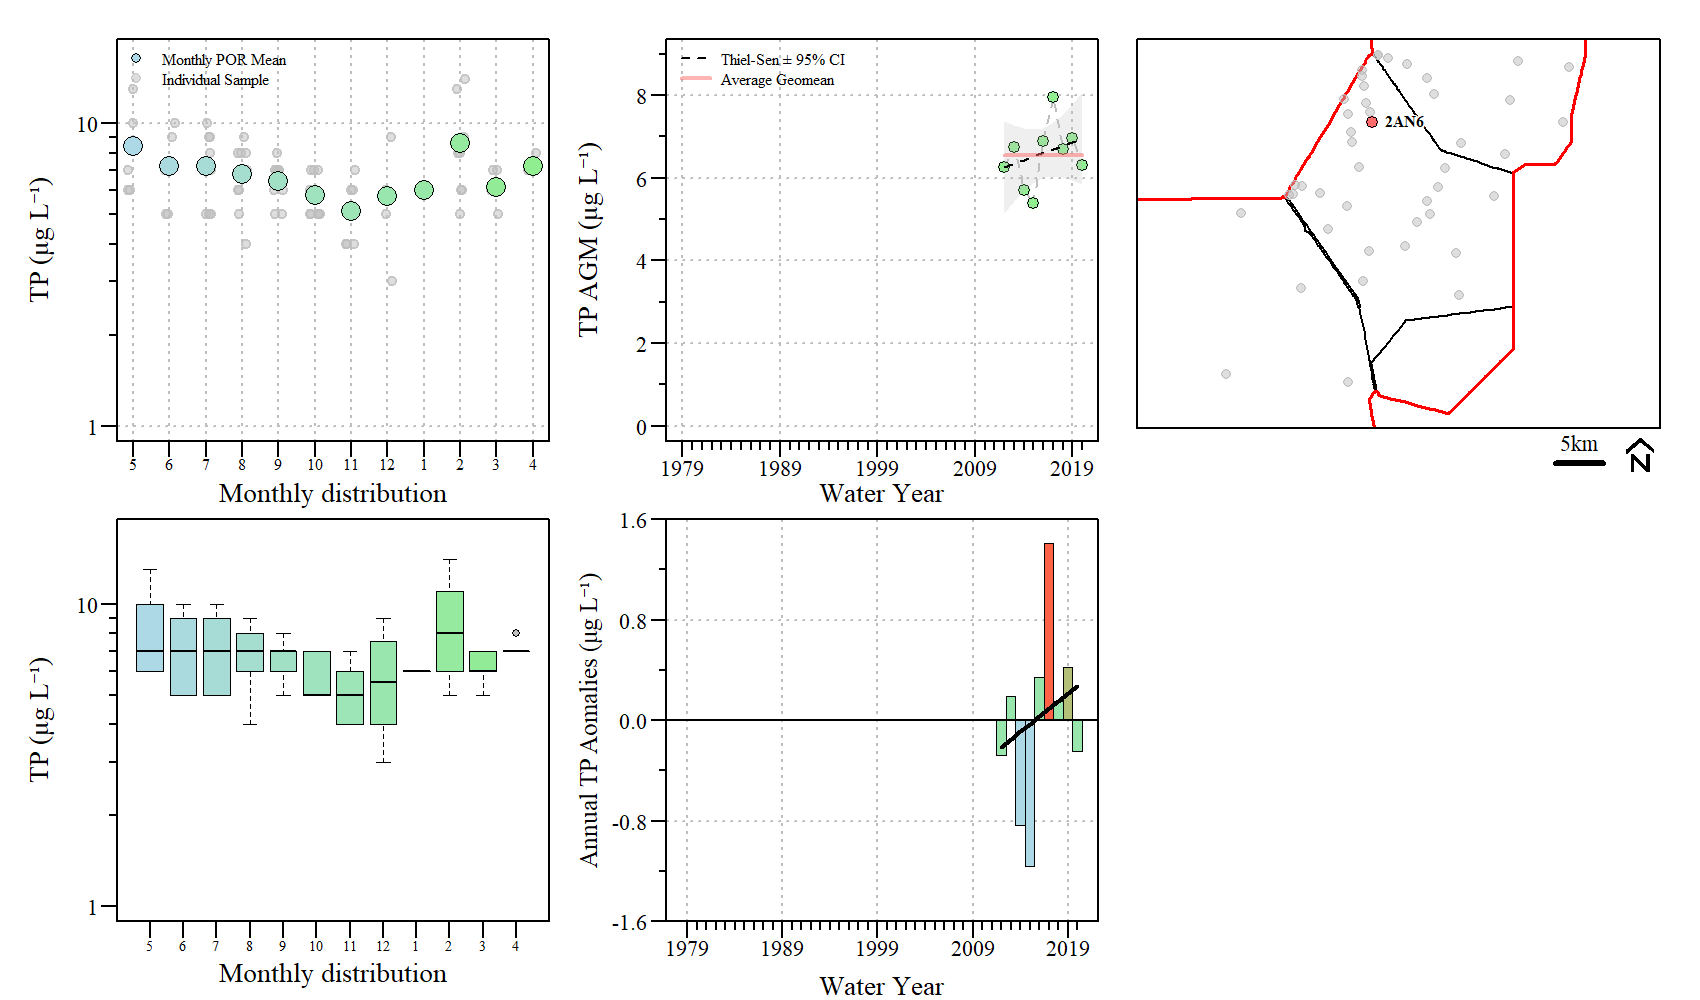 Monthly POR Mean
Individual Sample
10
1
TP (µg L⁻¹)
5 6 7 8 9 10 11 12 1 2 3 4
Monthly distribution
Thiel-Sen ± 95% CI
Average Geomean
8
6
4
2
0
TP AGM (µg L⁻¹)
1979 1989 1999 2009 2019
Water Year
2AN6
5km
N
10
1
TP (µg L⁻¹)
5 6 7 8 9 10 11 12 1 2 3 4
Monthly distribution
1.6
0.8
0.0
-0.8
-1.6
Annual TP Aomalies (µg L⁻¹)
1979 1989 1999 2009 2019
Water Year